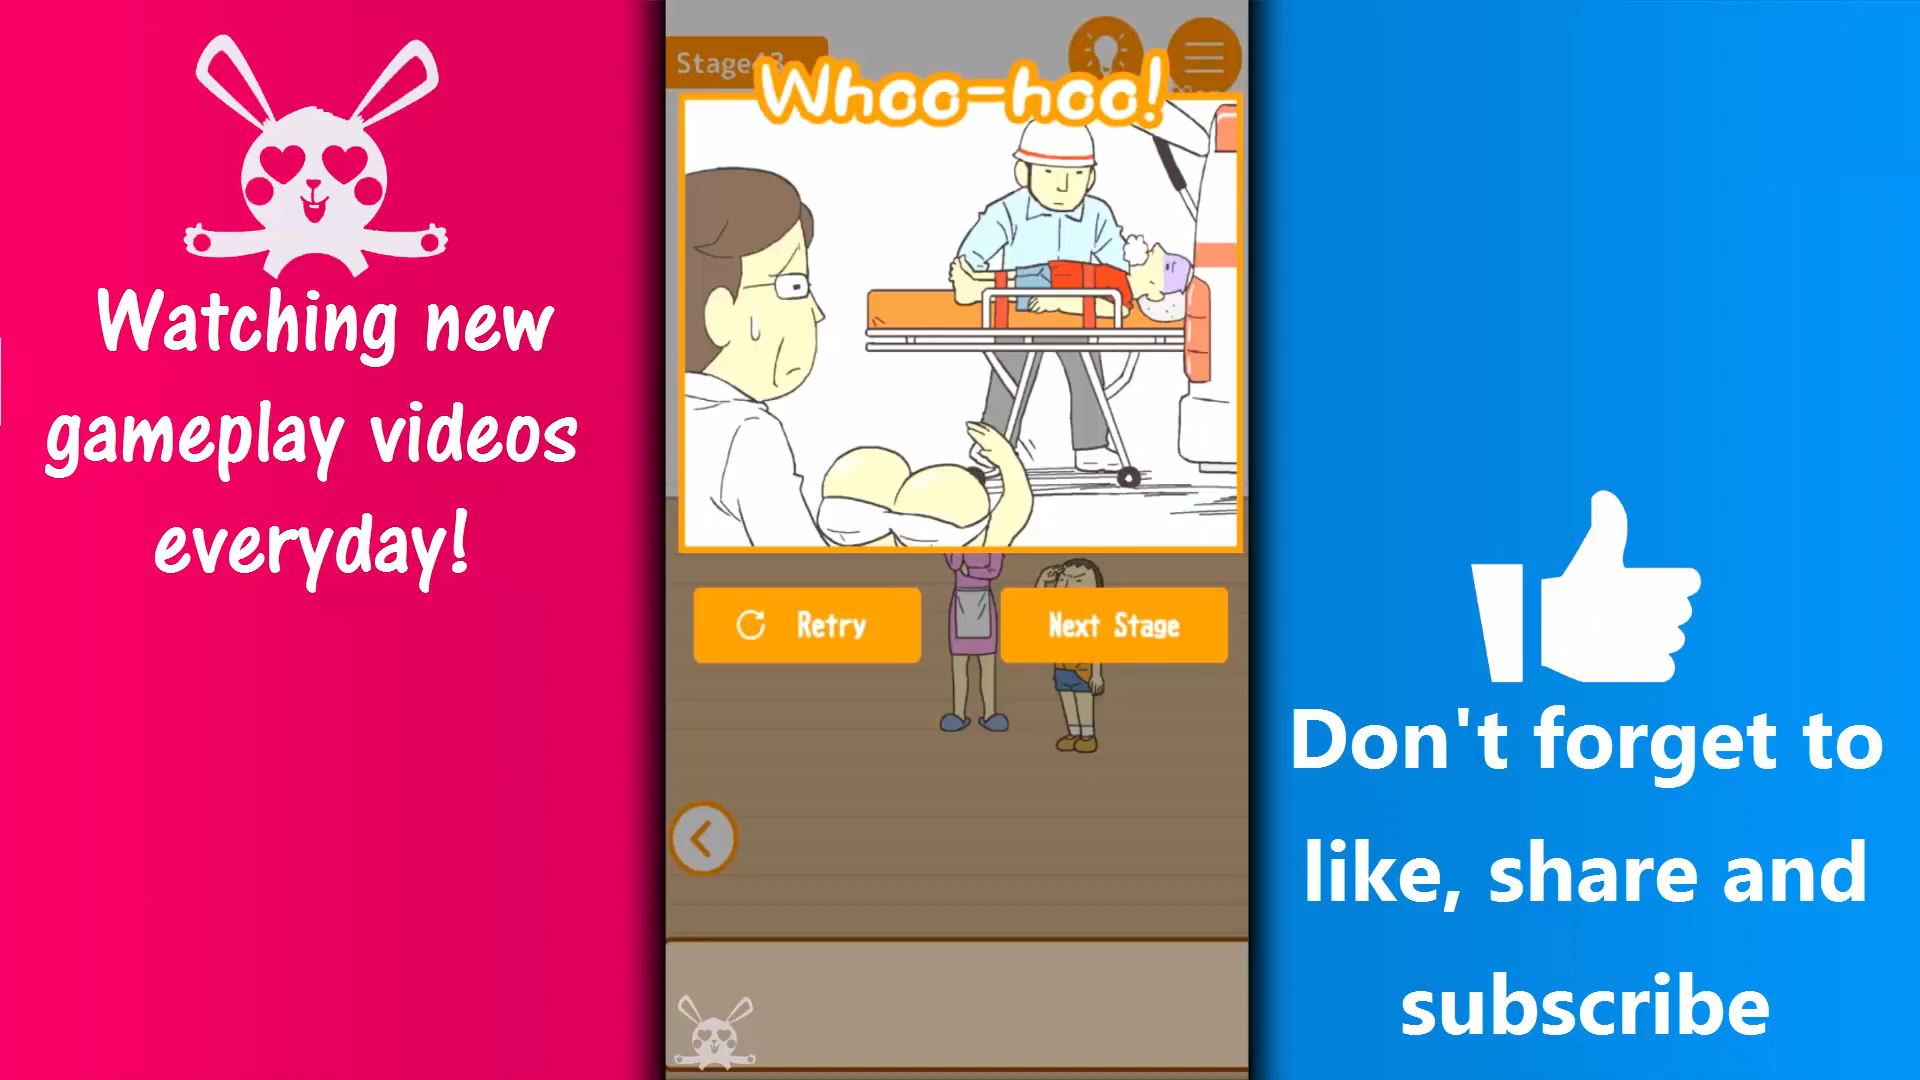 Watching new
gameplay videos
everyday!
Whoo-hoo!
Retry
Next Stage
Don't forget to
like, share and
subscribe